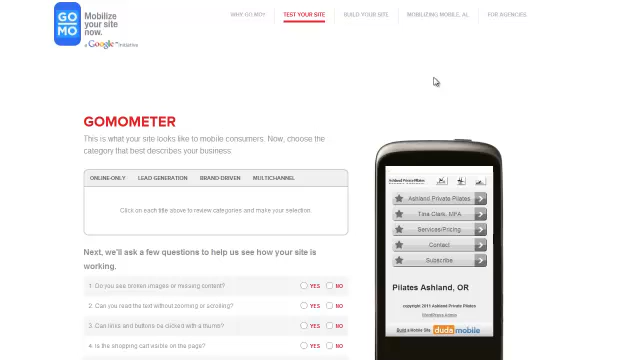 GO
MO
Mobilize
your site
now.
a Google initiative
WHY GOMO?
TEST YOUR SITE
BUILD YOUR SITE
MOBILIZING MOBILE, AL
FOR AGENCIES
GOMOMETER
This is what your site looks like to mobile consumers. Now, choose the
category that best describes your business:
ONLINE-ONLY
LEAD GENERATION
BRAND-DRIVEN
MULTICHANNEL
Click on each title above to review categories and make your selection.
Next, we'll ask a few questions to help us see how your site is
working.
1. Do you see broken images or missing content?
YES
NO
2. Can you read the text without zooming or scrolling?
YES
NO
3. Can links and buttons be clicked with a thumb?
YES
NO
4. Is the shopping cart visible on the page?
YES
NO
Ashland Private Pilates
Ashland Private Pilates
Tina Clark, MPA
Services/Pricing
Contact
Subscribe
Pilates Ashland, OR
copyright 2011 Ashland Private Pilates
Build a Mobile Site
dudamobile